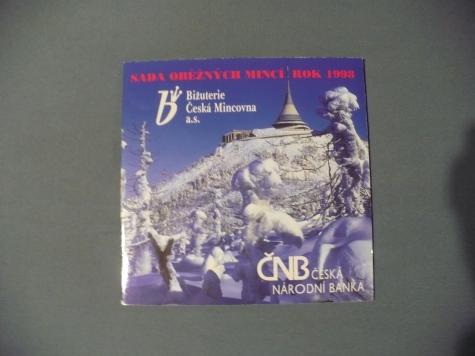 SADA OBĚŽNÝCH MINCÍ ROK 1998
Bižuterie
Česká Mincovna
a.s.
ČNB ČESKÁ
NÁRODNÍ BANKA